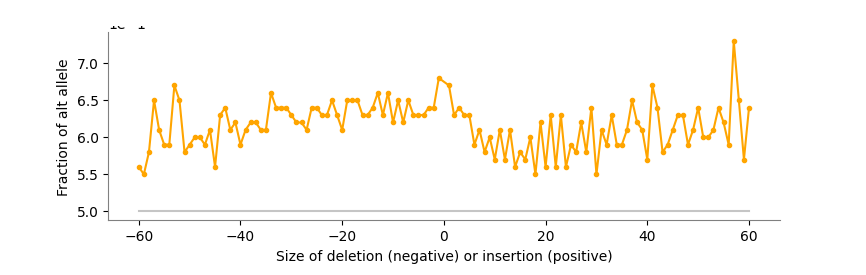 7.0
6.5
6.0
5.5
5.0
Fraction of alt allele
−60 −40 −20 0 20 40 60
Size of deletion (negative) or insertion (positive)